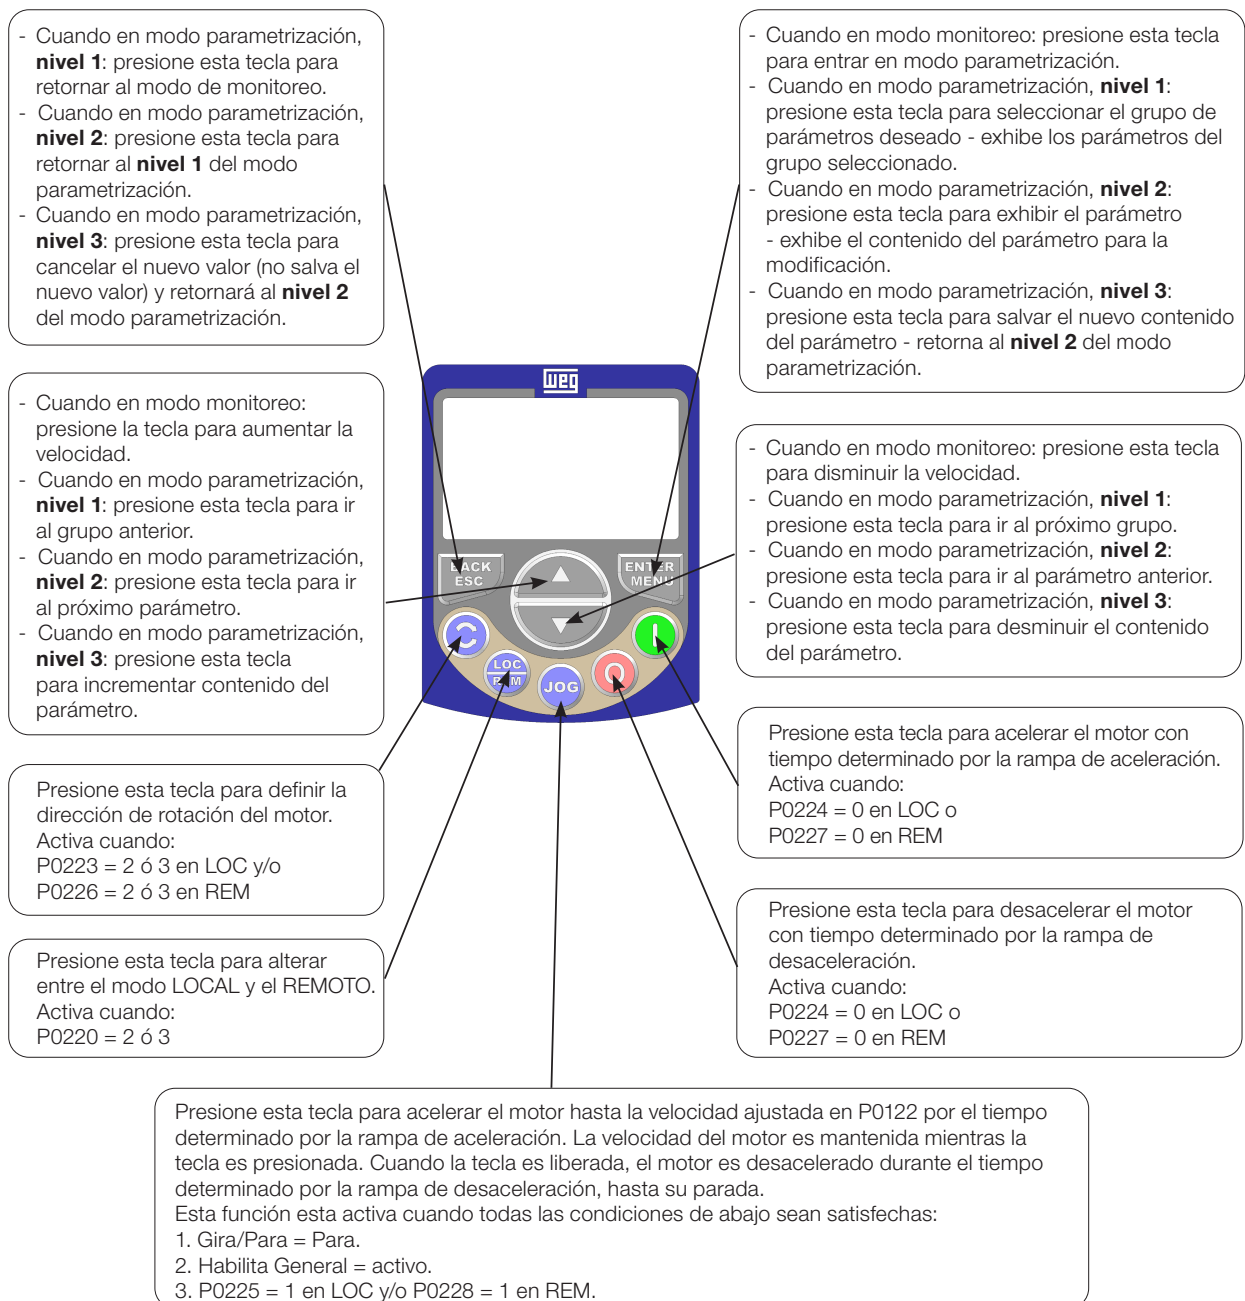 - Cuando en modo parametrización,
nivel 1: presione esta tecla para
retornar al modo de monitoreo.
- Cuando en modo parametrización,
nivel 2: presione esta tecla para
retornar al nivel 1 del modo
parametrización.
- Cuando en modo parametrización,
nivel 3: presione esta tecla para
cancelar el nuevo valor (no salva el
nuevo valor) y retornará al nivel 2
del modo parametrización.
- Cuando en modo monitoreo: presione esta tecla
para entrar en modo parametrización.
- Cuando en modo parametrización, nivel 1:
presione esta tecla para seleccionar el grupo de
parámetros deseado - exhibe los parámetros del
grupo seleccionado.
- Cuando en modo parametrización, nivel 2:
presione esta tecla para exhibir el parámetro
- exhibe el contenido del parámetro para la
modificación.
- Cuando en modo parametrización, nivel 3:
presione esta tecla para salvar el nuevo contenido
del parámetro - retorna al nivel 2 del modo
parametrización.
- Cuando en modo monitoreo:
presione la tecla para aumentar la
velocidad.
- Cuando en modo parametrización,
nivel 1: presione esta tecla para ir
al grupo anterior.
- Cuando en modo parametrización,
nivel 2: presione esta tecla para ir
al próximo parámetro.
- Cuando en modo parametrización,
nivel 3: presione esta tecla
para incrementar contenido del
parámetro.
weg
BACK
ESC
ENTER
MENU
LOC
REM
JOG
- Cuando en modo monitoreo: presione esta tecla
para disminuir la velocidad.
- Cuando en modo parametrización, nivel 1:
presione esta tecla para ir al próximo grupo.
- Cuando en modo parametrización, nivel 2:
presione esta tecla para ir al parámetro anterior.
- Cuando en modo parametrización, nivel 3:
presione esta tecla para desminuir el contenido
del parámetro.
Presione esta tecla para definir la
dirección de rotación del motor.
Activa cuando:
P0223 = 2 ó 3 en LOC y/o
P0226 = 2 ó 3 en REM
Presione esta tecla para acelerar el motor con
tiempo determinado por la rampa de aceleración.
Activa cuando:
P0224 = 0 en LOC o
P0227 = 0 en REM
Presione esta tecla para alterar
entre el modo LOCAL y el REMOTO.
Activa cuando:
P0220 = 2 ó 3
Presione esta tecla para desacelerar el motor
con tiempo determinado por la rampa de
desaceleración.
Activa cuando:
P0224 = 0 en LOC o
P0227 = 0 en REM
Presione esta tecla para acelerar el motor hasta la velocidad ajustada en P0122 por el tiempo
determinado por la rampa de aceleración. La velocidad del motor es mantenida mientras la
tecla es presionada. Cuando la tecla es liberada, el motor es desacelerado durante el tiempo
determinado por la rampa de desaceleración, hasta su parada.
Esta función esta activa cuando todas las condiciones de abajo sean satisfechas:
1. Gira/Para = Para.
2. Habilita General = activo.
3. P0225 = 1 en LOC y/o P0228 = 1 en REM.